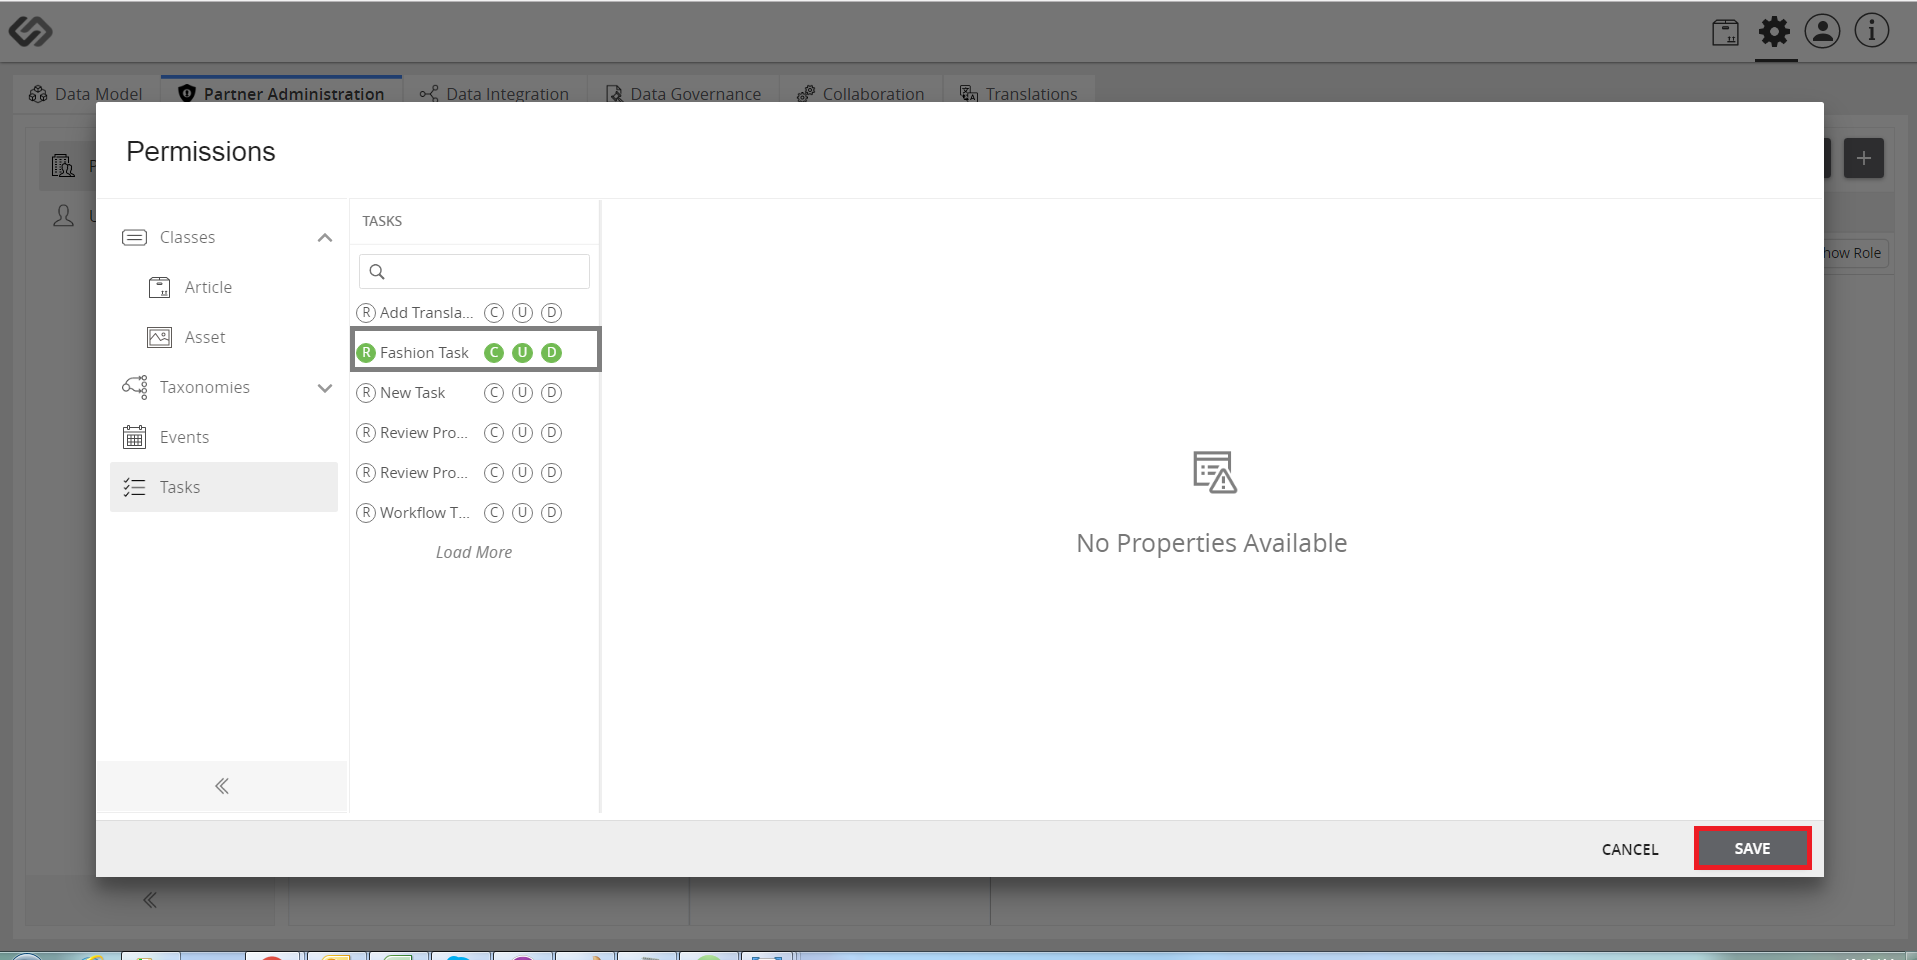 Data Model
Partner Administration
Data Integration
Data Governance
Collaboration
Translations
Permissions
Classes
Article
Asset
Taxonomies
Events
Tasks
TASKS
R Add Transla... C U D
R Fashion Task C U D
R New Task C U D
R Review Pro... C U D
R Review Pro... C U D
R Workflow T... C U D
Load More
No Properties Available
how Role
CANCEL
SAVE